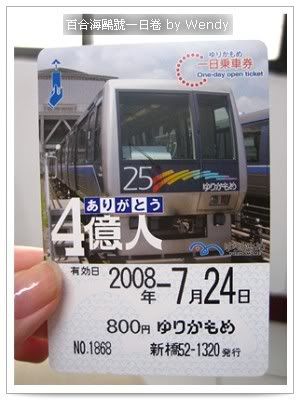 百合海鷗號一日卷 by Wendy
ゆりかもめ
一日乗車券
One-day open ticket
25
ゆりかもめ
ありがとう
4億人
有効日
2008年-7月24日
800円 ゆりかもめ
NO.1868 新橋52-1320発行